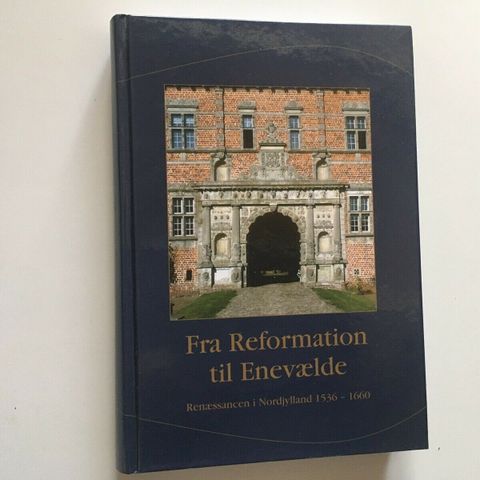 Fra Reformation
til Enevælde
Renæssancen i Nordjylland 1536 - 1660